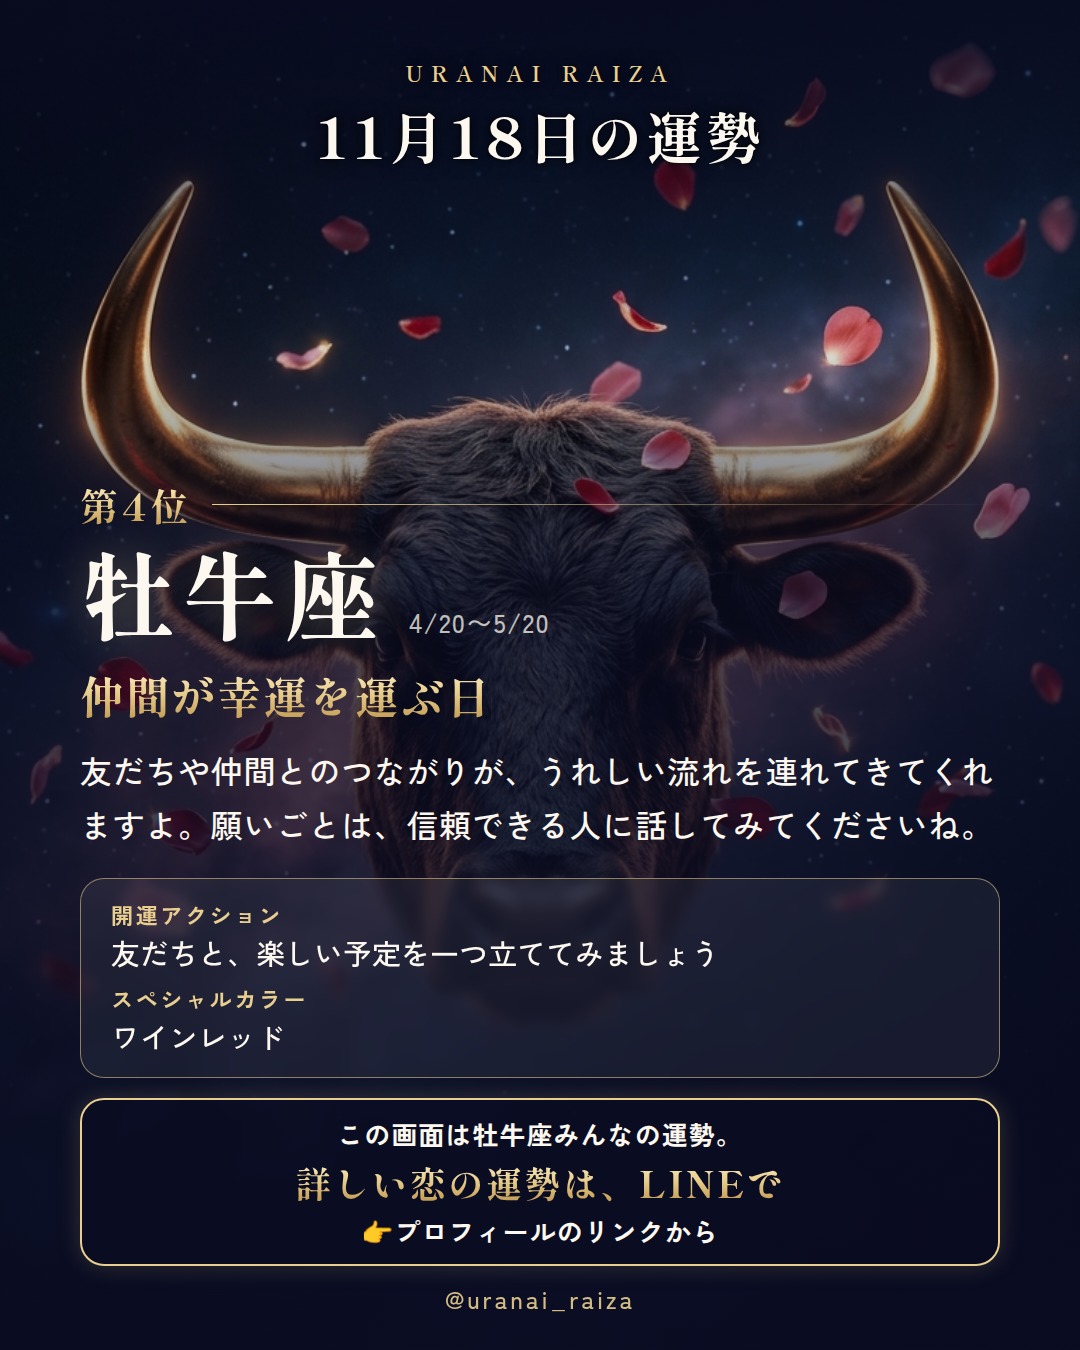 URANAI RAIZA
11月18日の運勢
第4位
牡牛座 4/20〜5/20
仲間が幸運を運ぶ日
友だちや仲間とのつながりが、うれしい流れを連れてきてくれ
ますよ。願いごとは、信頼できる人に話してみてくださいね。
開運アクション
友だちと、楽しい予定を一つ立ててみましょう
スペシャルカラー
ワインレッド
この画面は牡牛座みんなの運勢。
詳しい恋の運勢は、LINEで
👉プロフィールのリンクから
@uranai_raiza